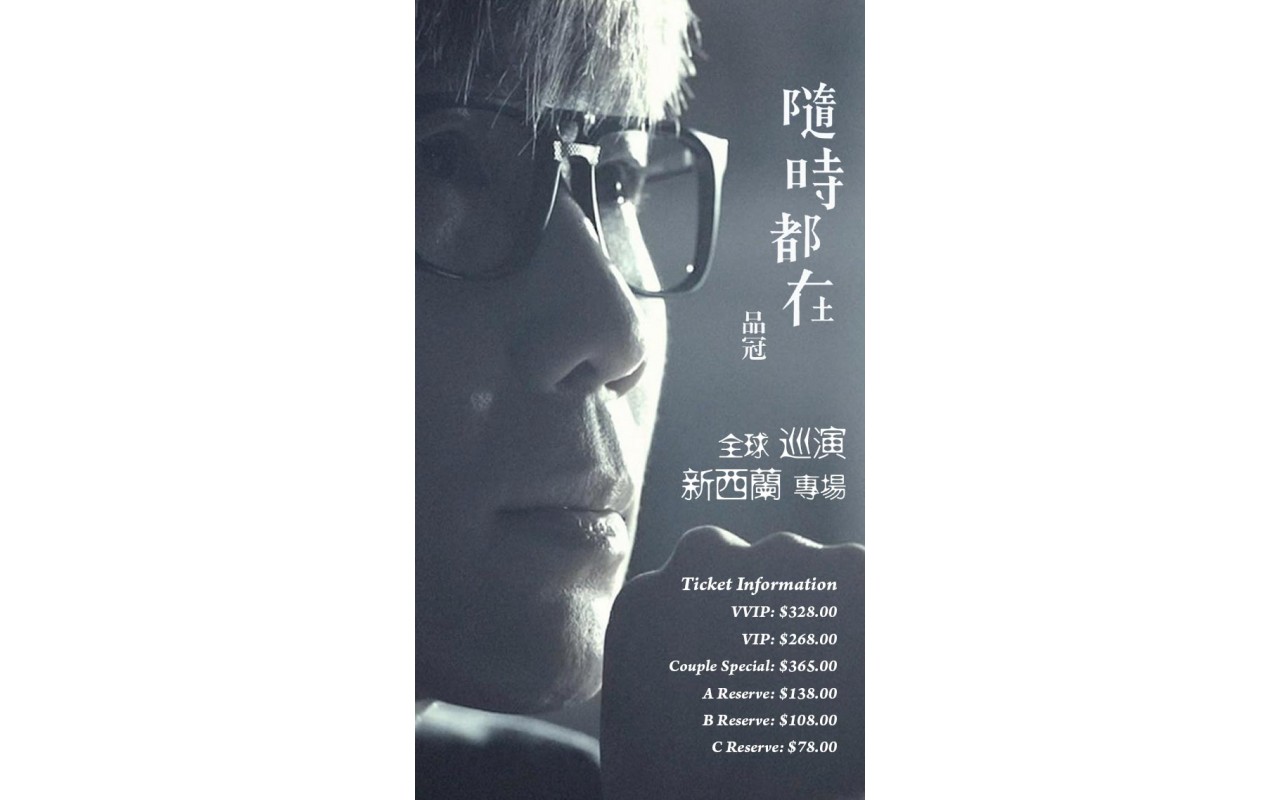 隨時都在
品冠
全球 巡演
新西蘭 專場
Ticket Information
VVIP: $328.00
VIP: $268.00
Couple Special: $365.00
A Reserve: $138.00
B Reserve: $108.00
C Reserve: $78.00